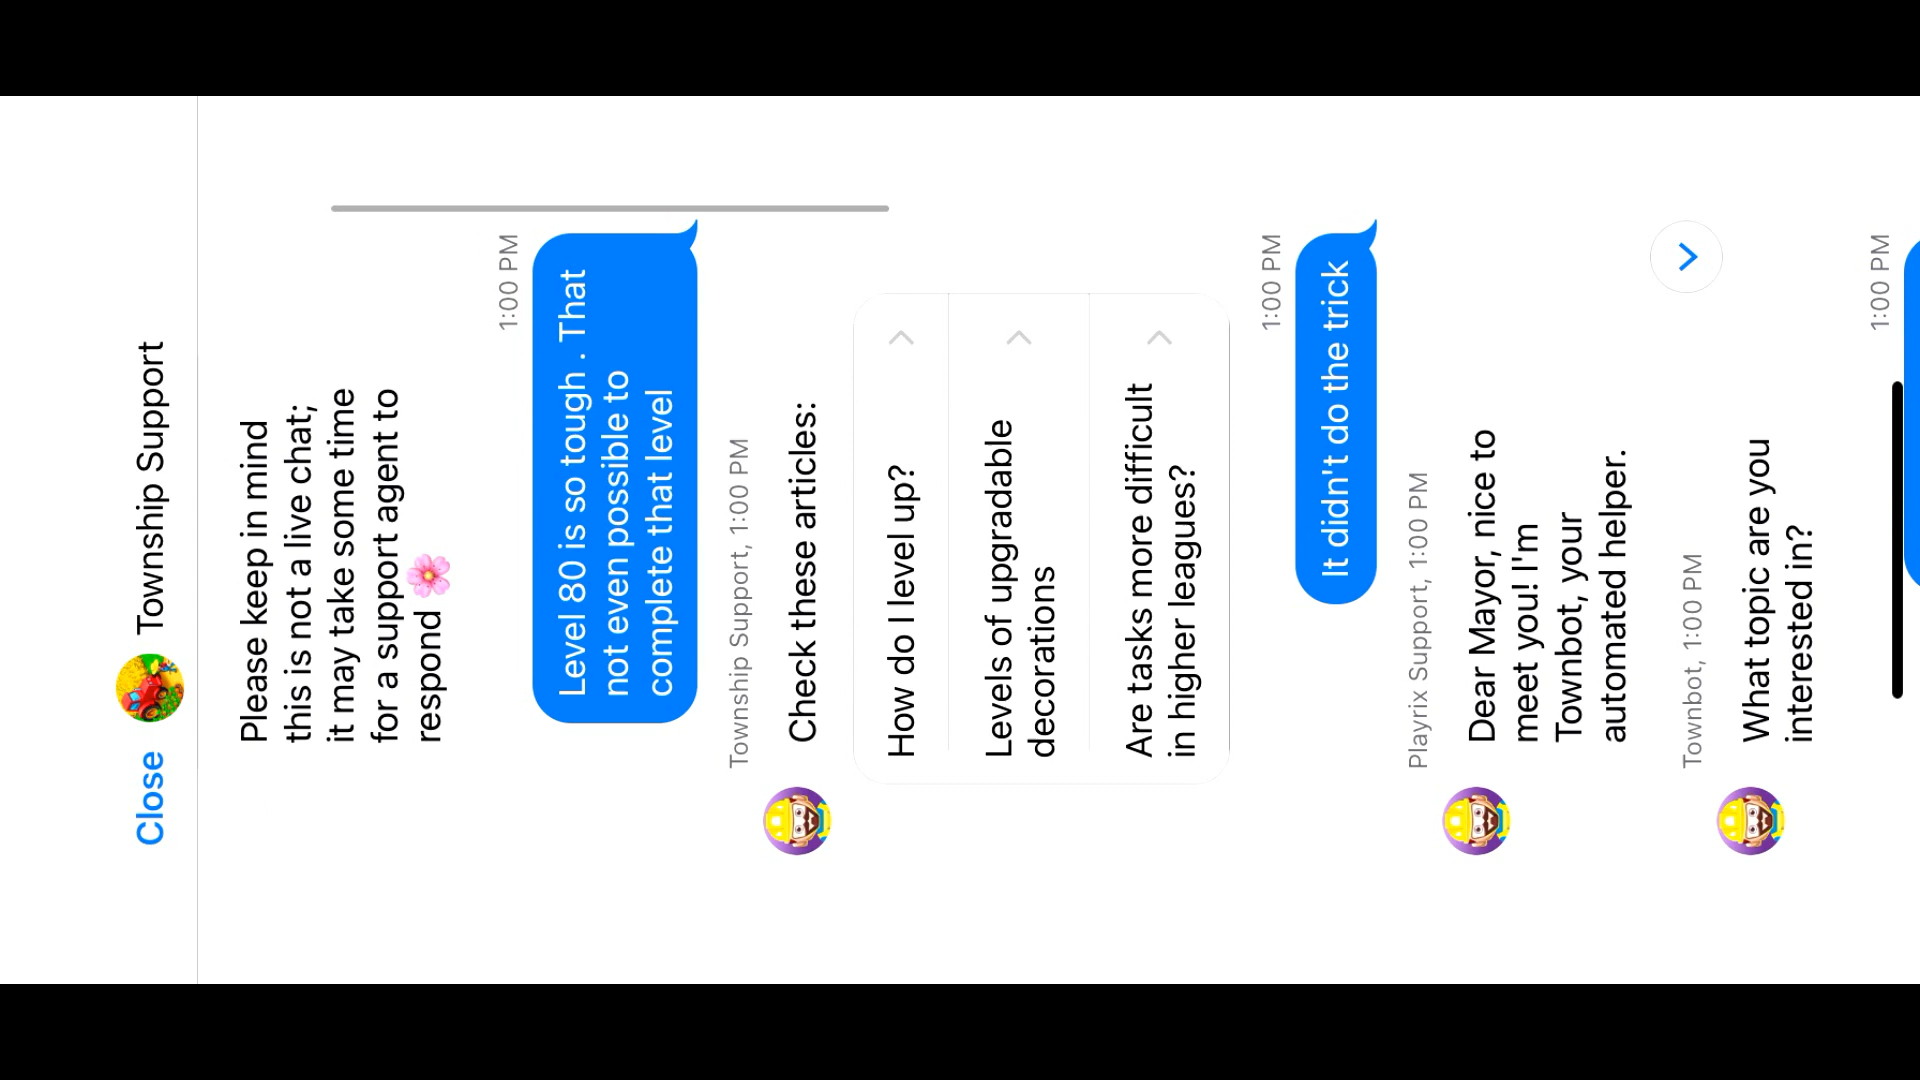 Close
Township Support
Please keep in mind
this is not a live chat;
it may take some time
for a support agent to
respond 🌸
1:00 PM
Level 80 is so tough . That
not even possible to
complete that level
Township Support, 1:00 PM
Check these articles:
How do I level up?
Levels of upgradable
decorations
Are tasks more difficult
in higher leagues?
1:00 PM
It didn't do the trick
Playrix Support, 1:00 PM
Dear Mayor, nice to
meet you! I'm
Townbot, your
automated helper.
Townbot, 1:00 PM
What topic are you
interested in?
1:00 PM